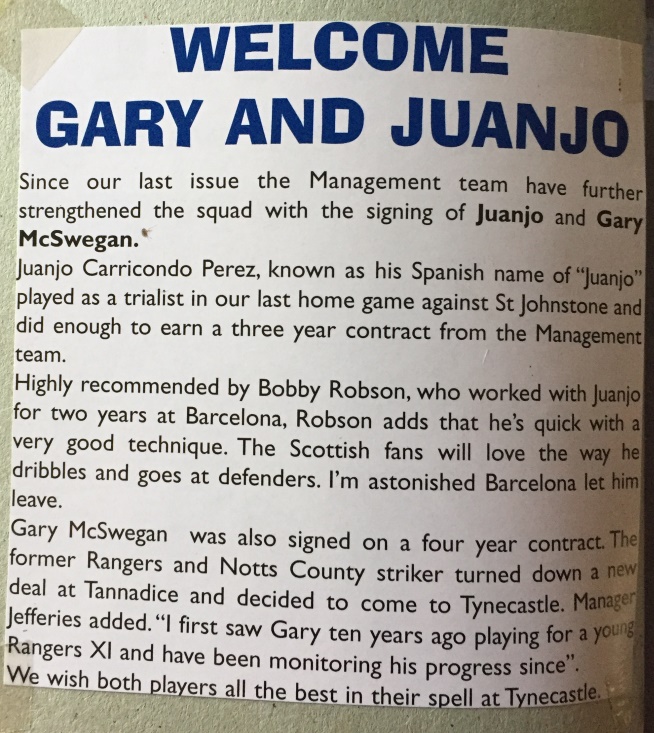 WELCOME
GARY AND JUANJO
Since our last issue the Management team have further
strengthened the squad with the signing of Juanjo and Gary
McSwegan.
Juanjo Carricondo Perez, known as his Spanish name of "Juanjo"
played as a trialist in our last home game against St Johnstone and
did enough to earn a three year contract from the Management
team.
Highly recommended by Bobby Robson, who worked with Juanjo
for two years at Barcelona, Robson adds that he's quick with a
very good technique. The Scottish fans will love the way he
dribbles and goes at defenders. I'm astonished Barcelona let him
leave.
Gary McSwegan was also signed on a four year contract. The
former Rangers and Notts County striker turned down a new
deal at Tannadice and decided to come to Tynecastle. Manager
Jefferies added. "I first saw Gary ten years ago playing for a young
Rangers XI and have been monitoring his progress since".
We wish both players all the best in their spell at Tynecastle.